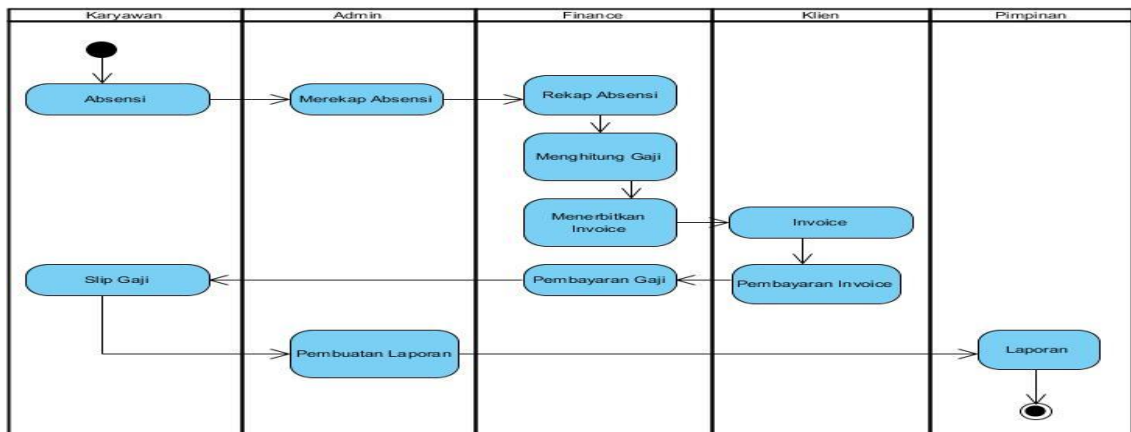 Karyawan
Admin
Finance
Klien
Pimpinan
Absensi
Merekap Absensi
Rekap Absensi
Menghitung Gaji
Menerbitkan
Invoice
Invoice
Slip Gaji
Pembayaran Gaji
Pembayaran Invoice
Pembuatan Laporan
Laporan